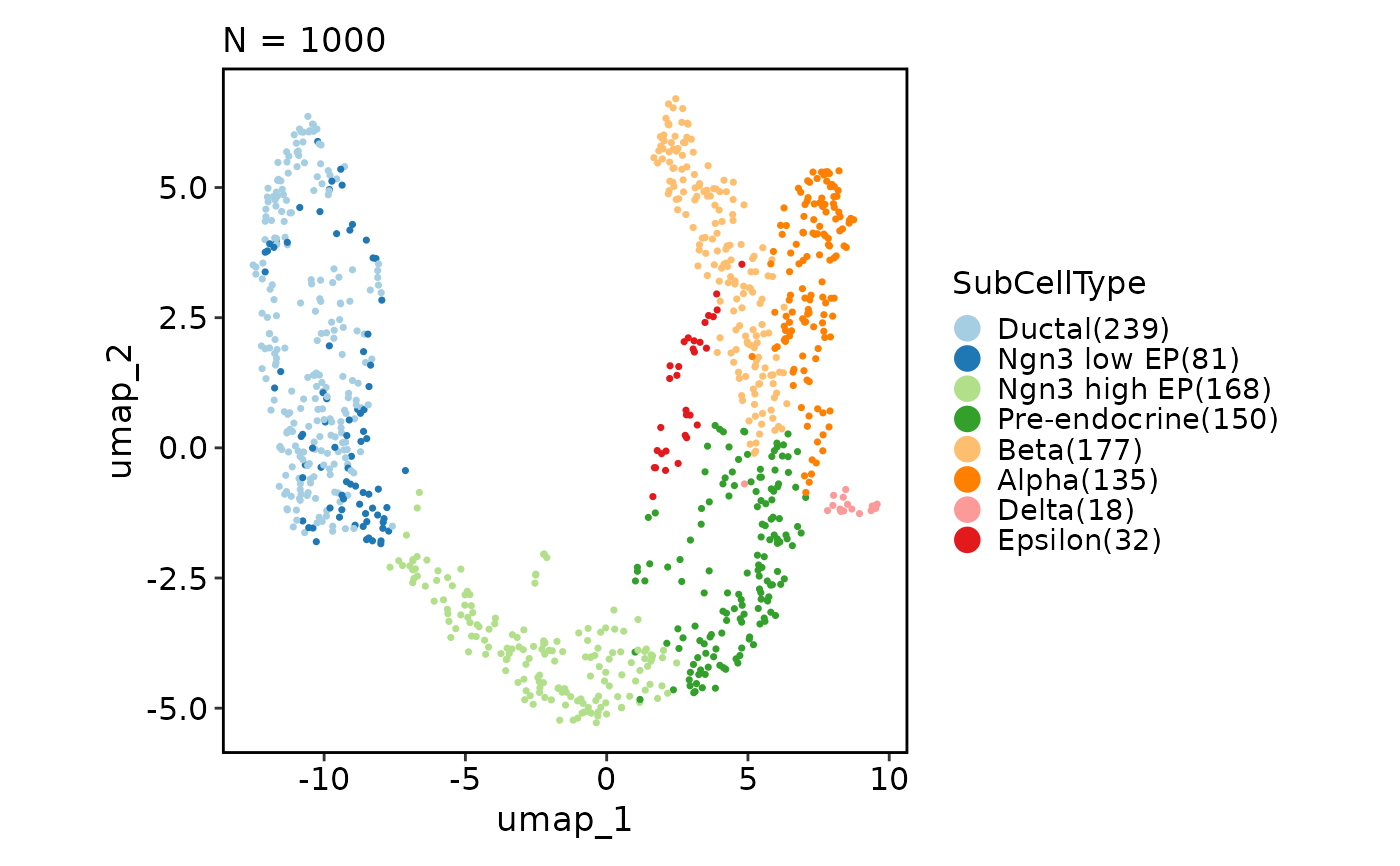 N = 1000
umap_2
5.0
2.5
0.0
-2.5
-5.0
-10
-5
0
5
10
umap_1
SubCellType
Ductal(239)
Ngn3 low EP(81)
Ngn3 high EP(168)
Pre-endocrine(150)
Beta(177)
Alpha(135)
Delta(18)
Epsilon(32)